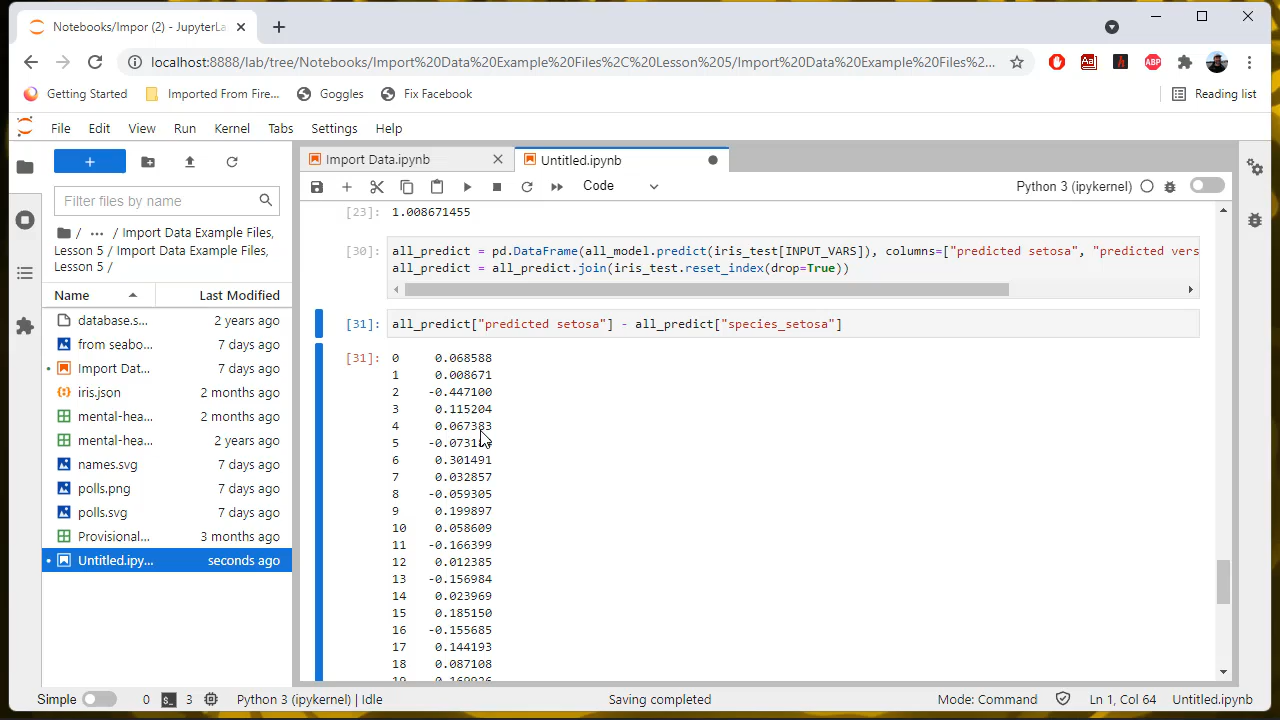 Notebooks/Impor (2) - JupyterLa
localhost:8888/lab/tree/Notebooks/Import%20Data%20Example%20Files%2C%20Lesson%205/Import%20Data%20Example%20Files%2...
Getting Started
Imported From Fire...
Goggles
Fix Facebook
Reading list
File Edit View Run Kernel Tabs Settings Help
Import Data.ipynb
Untitled.ipynb
Code
Python 3 (ipykernel)
Filter files by name
/ ... / Import Data Example Files,
Lesson 5 / Import Data Example Files,
Lesson 5 /
Name Last Modified
database.s... 2 years ago
from seabo... 7 days ago
Import Dat... 7 days ago
iris.json 2 months ago
mental-hea... 2 months ago
mental-hea... 2 years ago
names.svg 7 days ago
polls.png 7 days ago
polls.svg 7 days ago
Provisional... 3 months ago
Untitled.ipy... seconds ago
[23]: 1.008671455
[30]: all_predict = pd.DataFrame(all_model.predict(iris_test[INPUT_VARS]), columns=["predicted setosa", "predicted vers
all_predict = all_predict.join(iris_test.reset_index(drop=True))
[31]: all_predict["predicted setosa"] - all_predict["species_setosa"]
[31]: 0 0.068588
1 0.008671
2 -0.447100
3 0.115204
4 0.067383
5
6 0.301491
7 0.032857
8 -0.059305
9 0.199897
10 0.058609
11 -0.166399
12 0.012385
13 -0.156984
14 0.023969
15 0.185150
16 -0.155685
17 0.144193
18 0.087108
Simple 0 3 Python 3 (ipykernel) | Idle
Saving completed
Mode: Command
Ln 1, Col 64
Untitled.ipynb